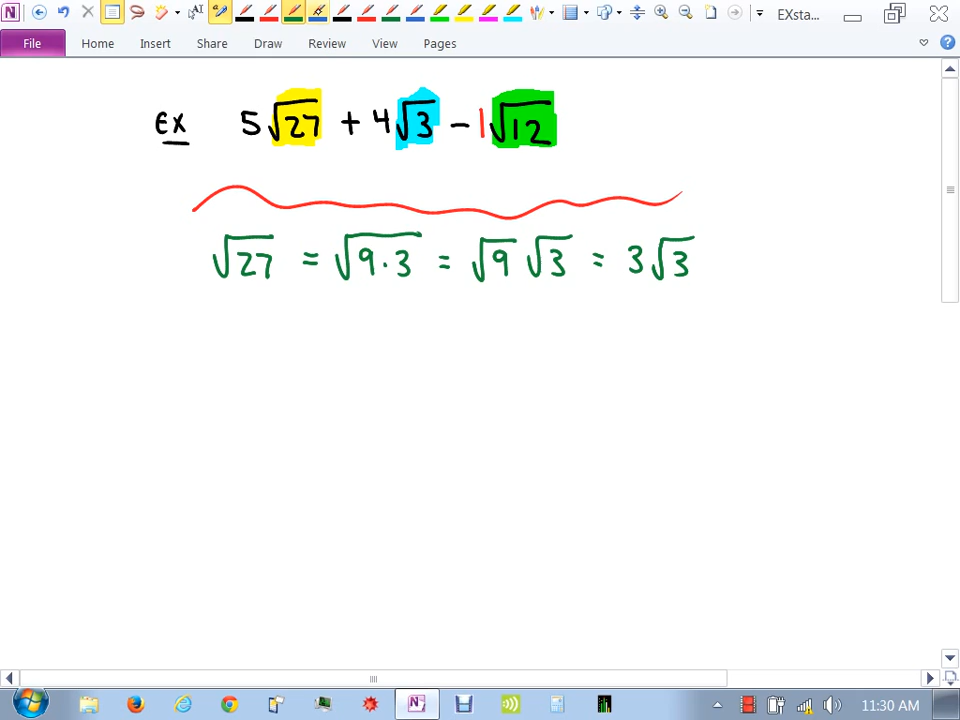 EXsta...
File Home Insert Share Draw Review View Pages
Ex 5√27 + 4√3 − 1√12
√27 = √9·3 = √9 √3 = 3√3
11:30 AM